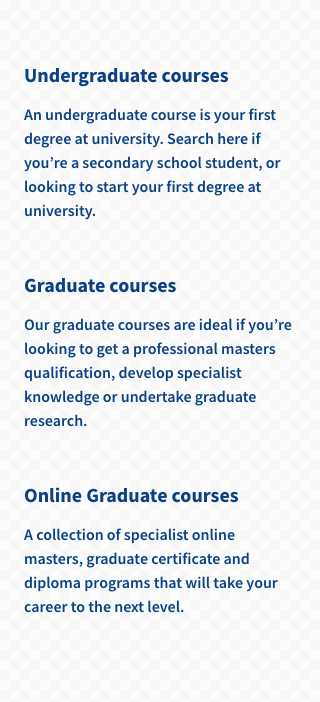 Undergraduate courses
An undergraduate course is your first
degree at university. Search here if
you’re a secondary school student, or
looking to start your first degree at
university.
Graduate courses
Our graduate courses are ideal if you’re
looking to get a professional masters
qualification, develop specialist
knowledge or undertake graduate
research.
Online Graduate courses
A collection of specialist online
masters, graduate certificate and
diploma programs that will take your
career to the next level.